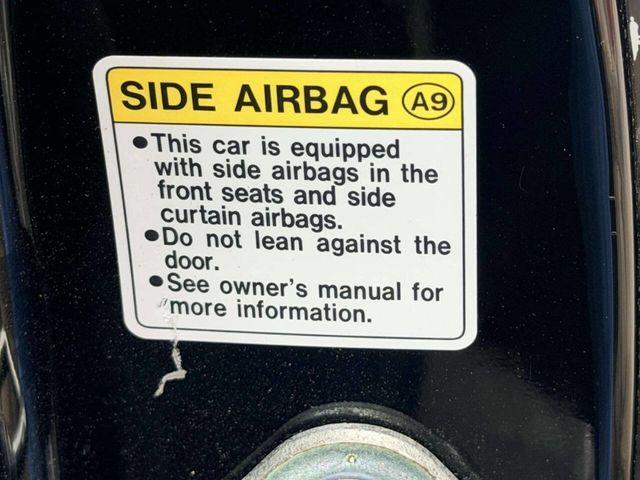 SIDE AIRBAG A9
•This car is equipped
with side airbags in the
front seats and side
curtain airbags.
•Do not lean against the
door.
•See owner's manual for
more information.